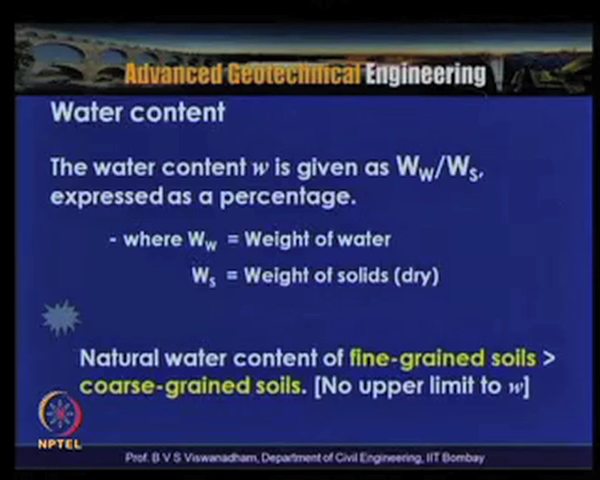 Advanced Geotechnical Engineering
Water content
The water content w is given as Ww/Ws,
expressed as a percentage.
- where Ww = Weight of water
Ws = Weight of solids (dry)
Natural water content of fine-grained soils >
coarse-grained soils. [No upper limit to w]
NPTEL
Prof. B V S Viswanadham, Department of Civil Engineering, IIT Bombay